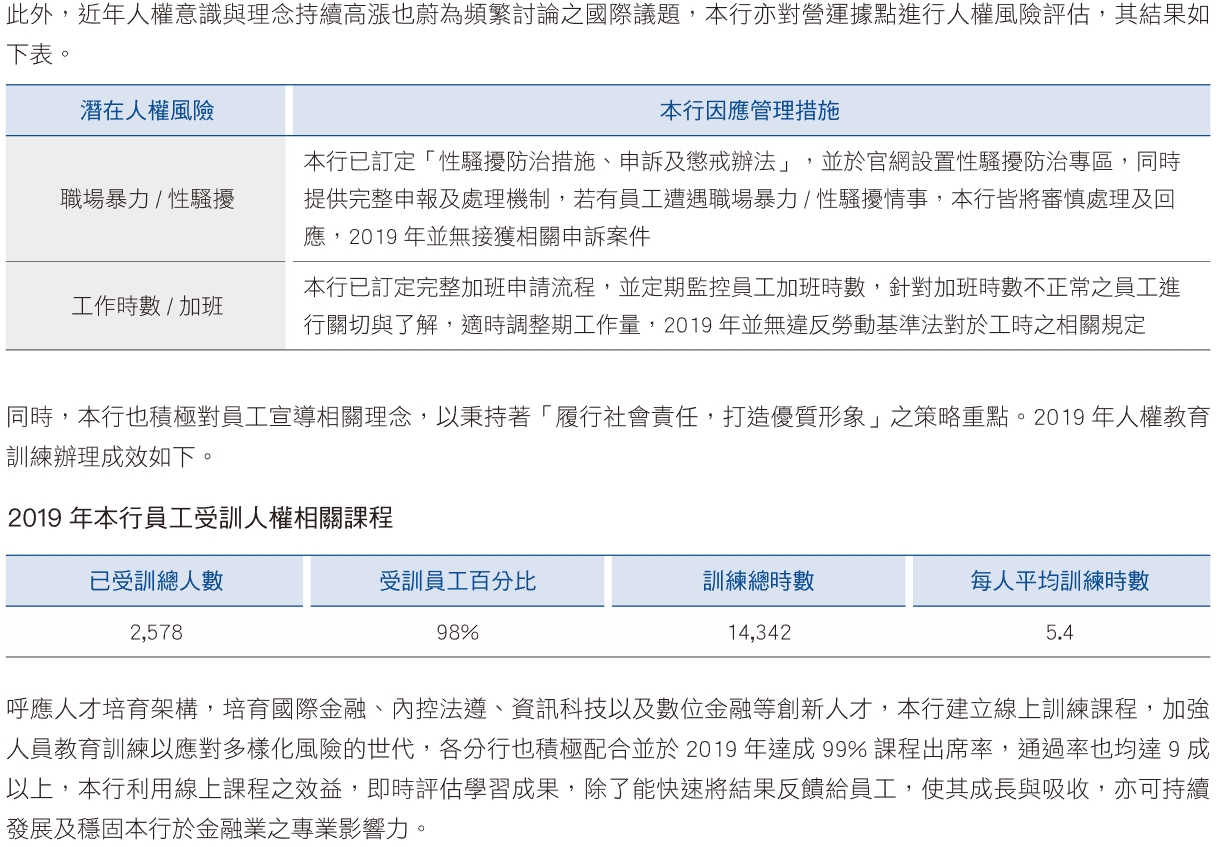 此外，近年人權意識與理念持續高漲也蔚為頻繁討論之國際議題，本行亦對營運據點進行人權風險評估，其結果如
下表。
潛在人權風險
本行因應管理措施
職場暴力 / 性騷擾
本行已訂定「性騷擾防治措施、申訴及懲戒辦法」，並於官網設置性騷擾防治專區，同時
提供完整申報及處理機制，若有員工遭遇職場暴力 / 性騷擾情事，本行皆將審慎處理及回
應，2019 年並無接獲相關申訴案件
工作時數 / 加班
本行已訂定完整加班申請流程，並定期監控員工加班時數，針對加班時數不正常之員工進
行關切與了解，適時調整期工作量，2019 年並無違反勞動基準法對於工時之相關規定
同時，本行也積極對員工宣導相關理念，以秉持著「履行社會責任，打造優質形象」之策略重點。2019 年人權教育
訓練辦理成效如下。
2019 年本行員工受訓人權相關課程
已受訓總人數 受訓員工百分比 訓練總時數 每人平均訓練時數
2,578 98% 14,342 5.4
呼應人才培育架構，培育國際金融、內控法遵、資訊科技以及數位金融等創新人才，本行建立線上訓練課程，加強
人員教育訓練以應對多樣化風險的世代，各分行也積極配合並於 2019 年達成 99% 課程出席率，通過率也均達 9 成
以上，本行利用線上課程之效益，即時評估學習成果，除了能快速將結果反饋給員工，使其成長與吸收，亦可持續
發展及穩固本行於金融業之專業影響力。